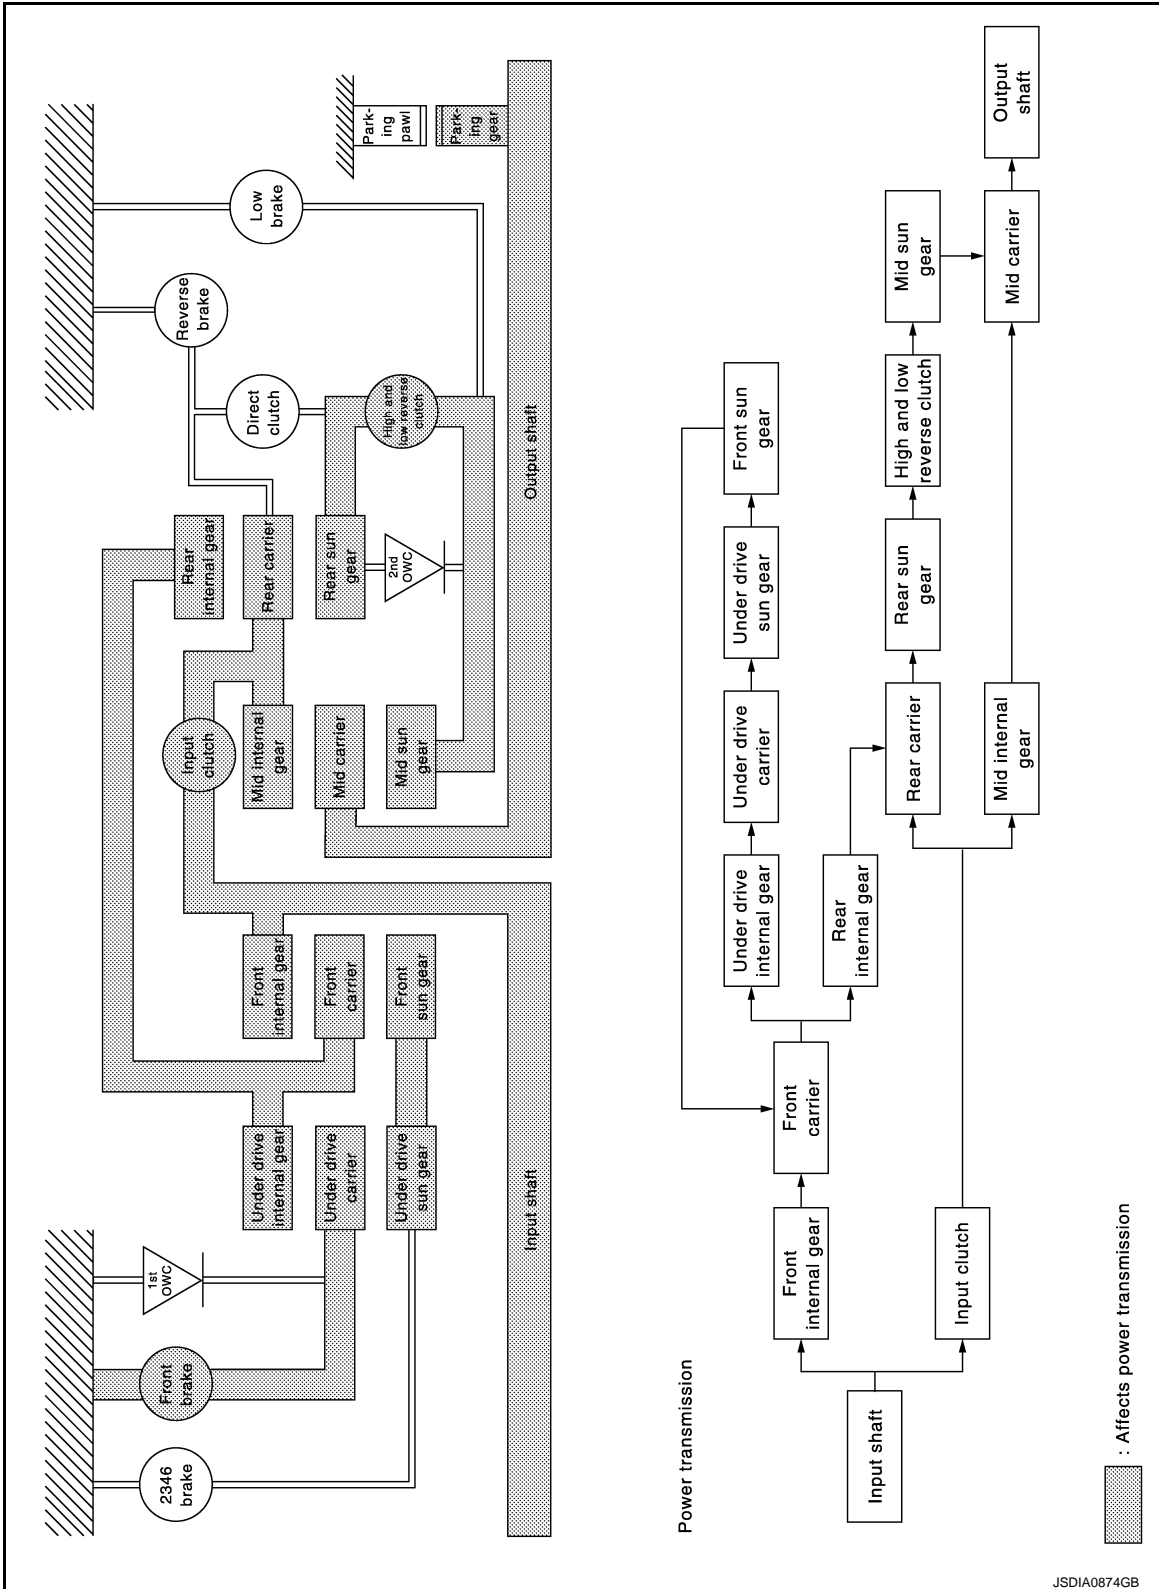 2346
brake
Front
brake
1st
OWC
Under drive
internal gear
Under drive
carrier
Under drive
sun gear
Input shaft
Front
internal gear
Front
carrier
Front
sun gear
Input
clutch
Mid internal
gear
Mid carrier
Mid sun
gear
Rear
internal gear
Rear carrier
Rear sun
gear
2nd
OWC
Direct
clutch
Reverse
brake
Low
brake
High and
low reverse
clutch
Output shaft
Park-
ing
pawl
Park-
ing
gear
Power transmission
Input shaft
Front
internal gear
Input clutch
Front
carrier
Under drive
internal gear
Rear
internal gear
Under drive
carrier
Under drive
sun gear
Front sun
gear
Rear carrier
Mid internal
gear
Rear sun
gear
High and low
reverse clutch
Mid sun
gear
Mid carrier
Output
shaft
: Affects power transmission
JSDIA0874GB